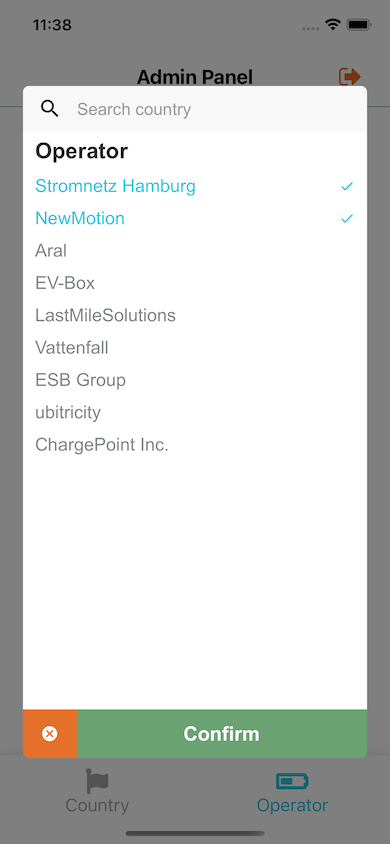 11:38
Admin Panel
Search country
Operator
Stromnetz Hamburg
NewMotion
Aral
EV-Box
LastMileSolutions
Vattenfall
ESB Group
ubitricity
ChargePoint Inc.
Confirm
Country
Operator